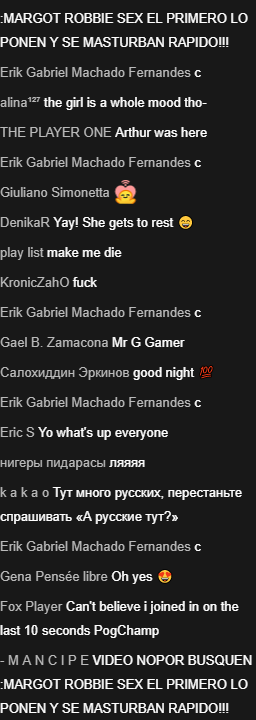 :MARGOT ROBBIE SEX EL PRIMERO LO
PONEN Y SE MASTURBAN RAPIDO!!!
Erik Gabriel Machado Fernandes c
alina¹²⁷ the girl is a whole mood tho-
THE PLAYER ONE Arthur was here
Erik Gabriel Machado Fernandes c
Giuliano Simonetta
DenikaR Yay! She gets to rest 😄
play list make me die
KronicZahO fuck
Erik Gabriel Machado Fernandes c
Gael B. Zamacona Mr G Gamer
Салохиддин Эркинов good night 💯
Erik Gabriel Machado Fernandes c
Eric S Yo what's up everyone
нигеры пидарасы ляяяя
k a k a o Тут много русских, перестаньте
спрашивать «А русские тут?»
Erik Gabriel Machado Fernandes c
Gena Pensée libre Oh yes 😍
Fox Player Can't believe i joined in on the
last 10 seconds PogChamp
- M A N C I P E VIDEO NOPOR BUSQUEN
:MARGOT ROBBIE SEX EL PRIMERO LO
PONEN Y SE MASTURBAN RAPIDO!!!